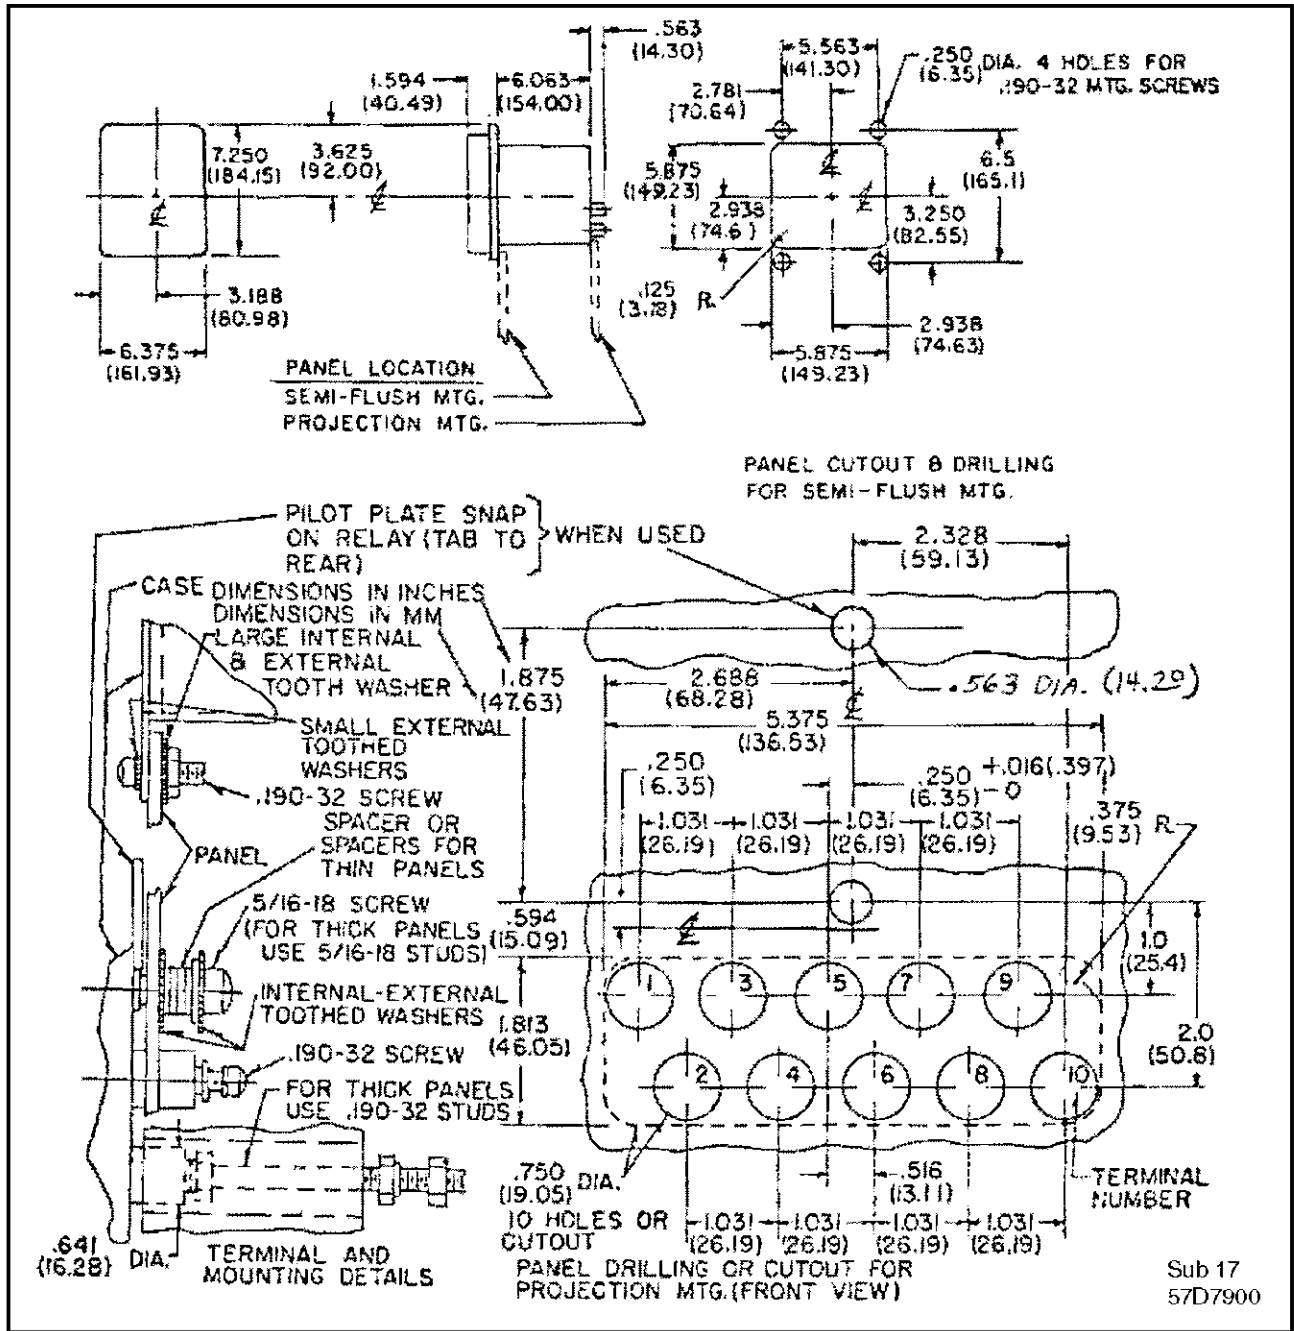 .563
(14.30)
1.594
(40.49)
6.063
(154.00)
5.563
(141.30)
2.781
(70.64)
.250 DIA. 4 HOLES FOR
(6.35) .190-32 MTG. SCREWS
7.250
(184.15)
3.625
(92.00)
5.875
(149.23)
2.938
(74.6)
6.5
(165.1)
3.250
(82.55)
3.188
(80.98)
6.375
(161.93)
.125 R.
2.938
(74.63)
5.875
(149.23)
PANEL LOCATION
SEMI-FLUSH MTG.
PROJECTION MTG.
PANEL CUTOUT & DRILLING
FOR SEMI-FLUSH MTG.
PILOT PLATE SNAP
ON RELAY (TAB TO
REAR)
WHEN USED
2.328
(59.13)
CASE
DIMENSIONS IN INCHES
DIMENSIONS IN MM
LARGE INTERNAL
& EXTERNAL
TOOTH WASHER
1.875
(47.63)
2.688
(68.28)
.563 DIA. (14.29)
5.375
(136.53)
SMALL EXTERNAL
TOOTHED
WASHERS
.250
(6.35)
.250 +.016(.397)
(6.35) -0
.190-32 SCREW
1.031 1.031 1.031 1.031
(26.19) (26.19) (26.19) (26.19)
.375 R.
(9.53)
SPACER OR
SPACERS FOR
THIN PANELS
PANEL
5/16-18 SCREW
(FOR THICK PANELS
USE 5/16-18 STUDS)
.594
(15.09)
1.0
(25.4)
1 3 5 7 9
INTERNAL-EXTERNAL
TOOTHED WASHERS
1.813
(46.05)
2.0
(50.8)
.190-32 SCREW
2 4 6 8 10
FOR THICK PANELS
USE .190-32 STUDS
.750 DIA.
(19.05)
10 HOLES OR
CUTOUT
.516
(13.11)
TERMINAL
NUMBER
1.031 1.031 1.031 1.031
(26.19) (26.19) (26.19) (26.19)
.641 DIA.
(16.28)
TERMINAL AND
MOUNTING DETAILS
PANEL DRILLING OR CUTOUT FOR
PROJECTION MTG. (FRONT VIEW)
Sub 17
57D7900